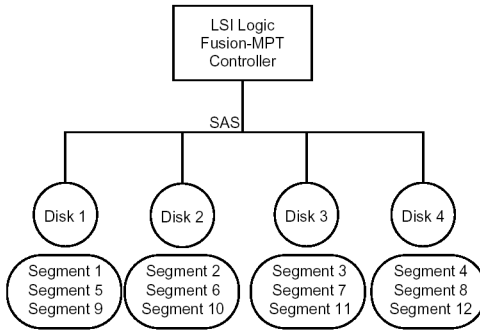 LSI Logic
Fusion-MPT
Controller
SAS
Disk 1
Disk 2
Disk 3
Disk 4
Segment 1
Segment 5
Segment 9
Segment 2
Segment 6
Segment 10
Segment 3
Segment 7
Segment 11
Segment 4
Segment 8
Segment 12